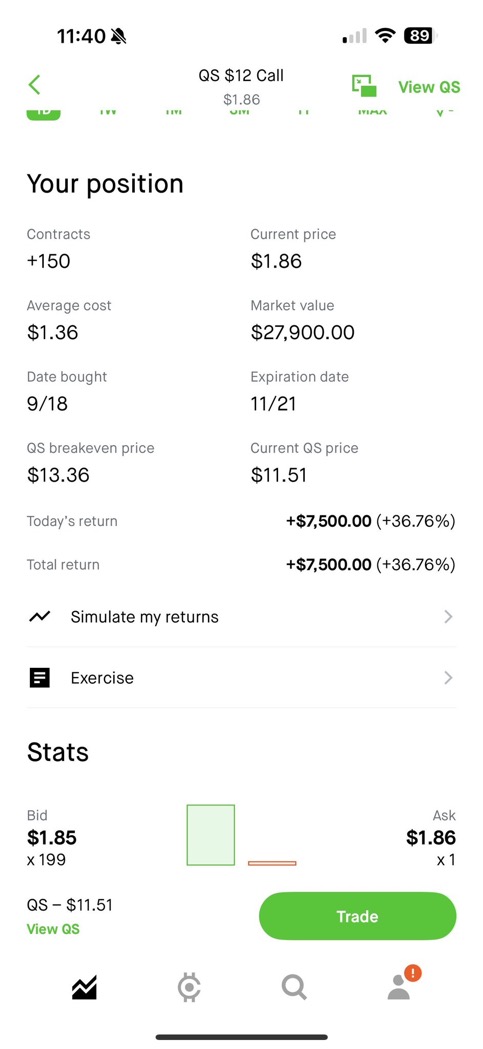 11:40
89
QS $12 Call
$1.86
View QS
1D 1W 1M 3M 1Y MAX
Your position
Contracts
Current price
+150
$1.86
Average cost
Market value
$1.36
$27,900.00
Date bought
Expiration date
9/18
11/21
QS breakeven price
Current QS price
$13.36
$11.51
Today's return
+$7,500.00 (+36.76%)
Total return
+$7,500.00 (+36.76%)
Simulate my returns
Exercise
Stats
Bid
Ask
$1.85
$1.86
x 199
x 1
QS – $11.51
View QS
Trade
!